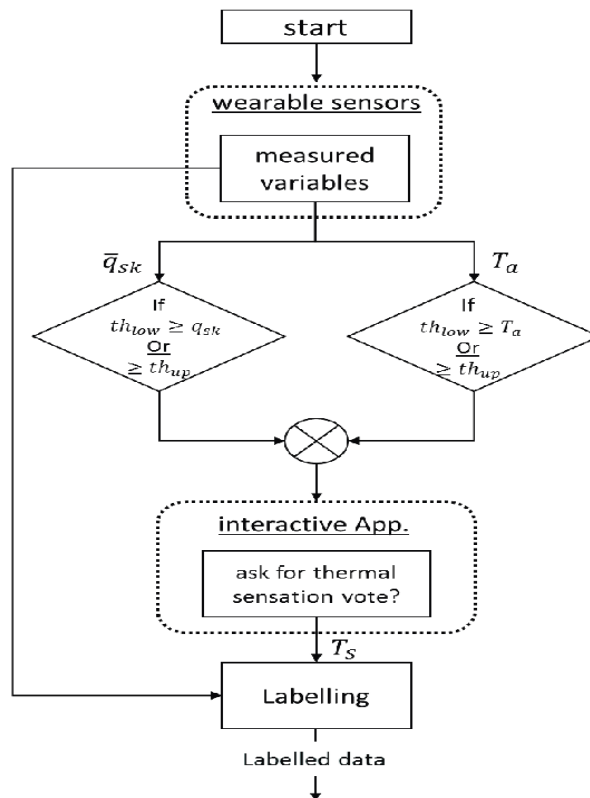 start
wearable sensors
measured
variables
q̄sk
Ta
If
thlow ≥ qsk
Or
≥ thup
If
thlow ≥ Ta
Or
≥ thup
interactive App.
ask for thermal
sensation vote?
TS
Labelling
Labelled data